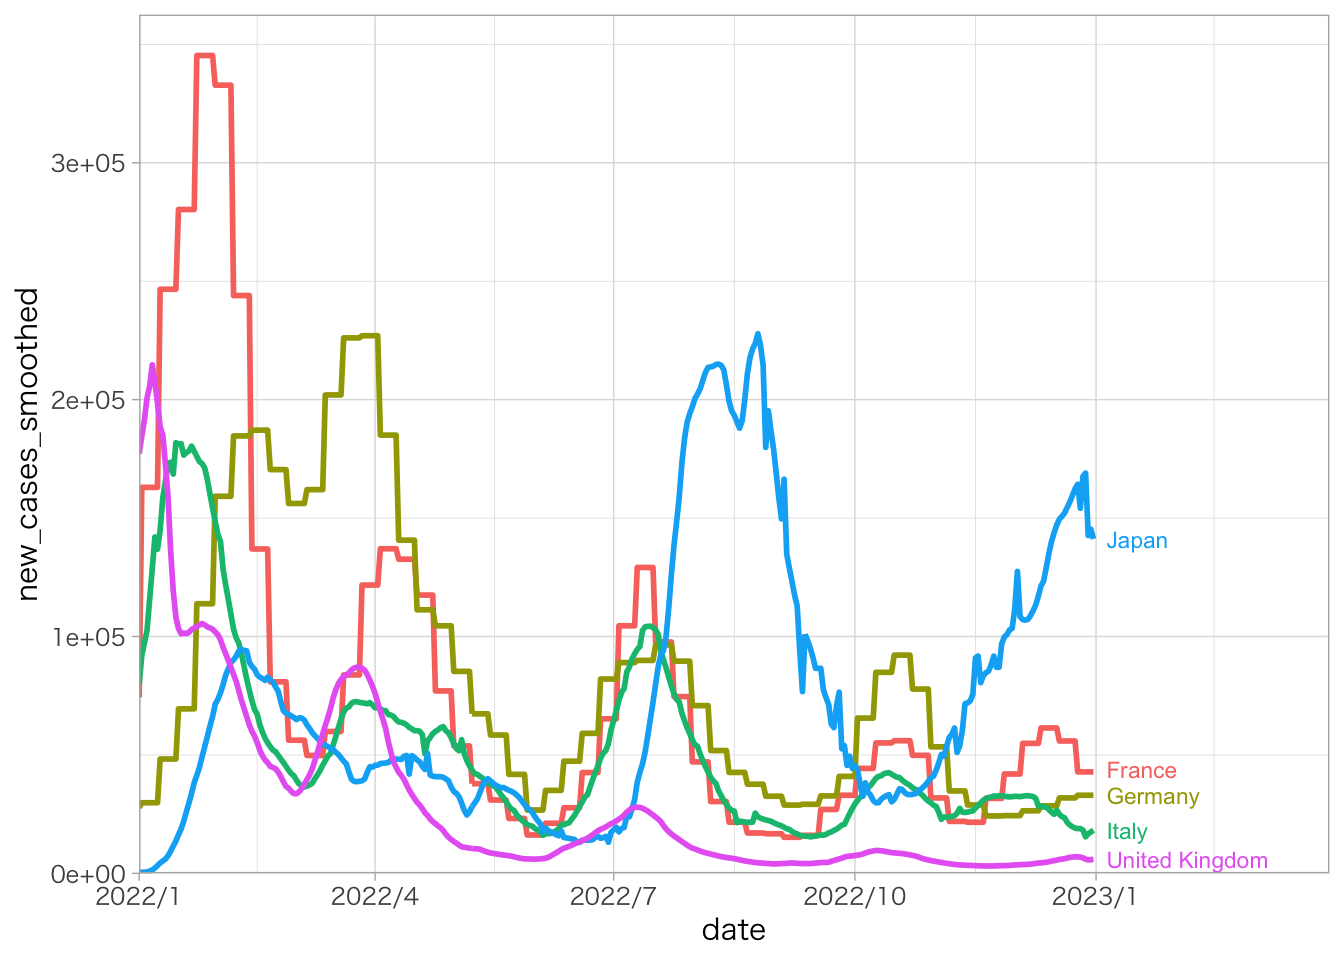 new_cases_smoothed
3e+05
2e+05
1e+05
0e+00
Japan
France
Germany
Italy
United Kingdom
2022/1 2022/4 2022/7 2022/10 2023/1
date